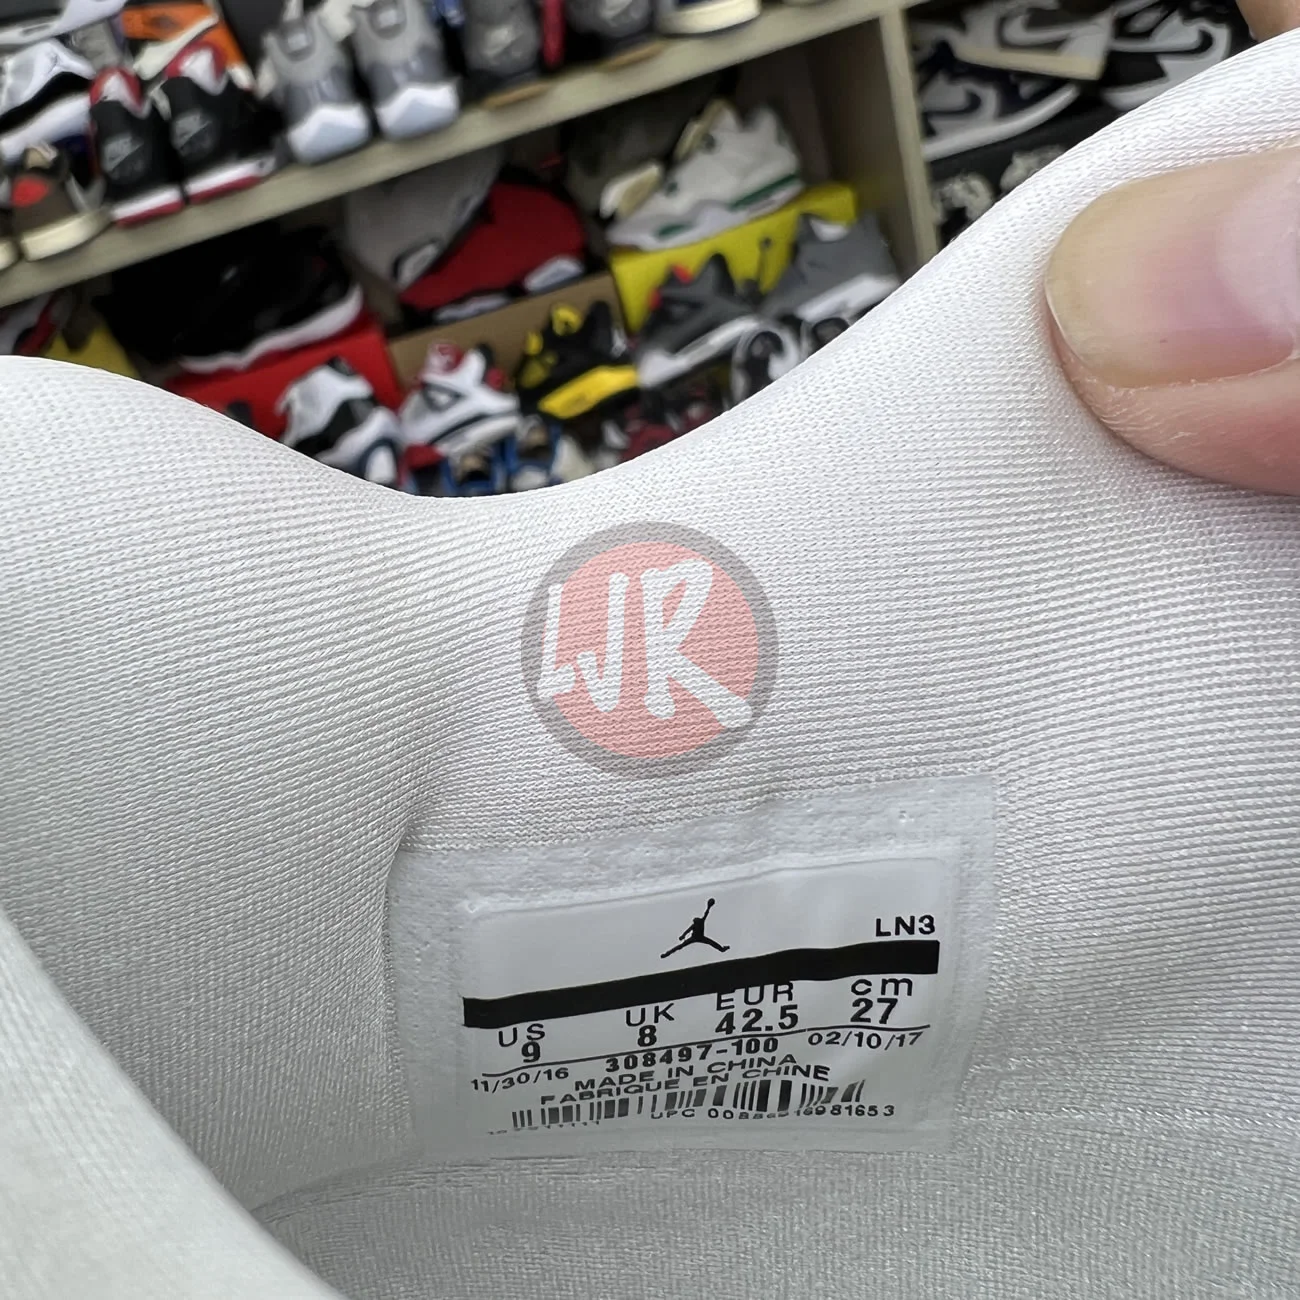 LJR
LN3
US UK EUR cm
9 8 42.5 27
11/30/16 308497-100 02/10/17
MADE IN CHINA
FABRIQUE EN CHINE
UPC